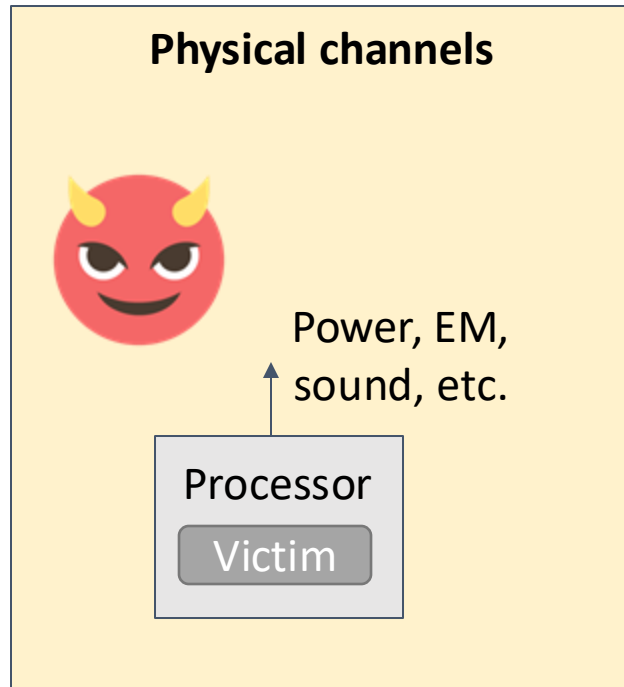 Physical channels
Power, EM,
sound, etc.
Processor
Victim